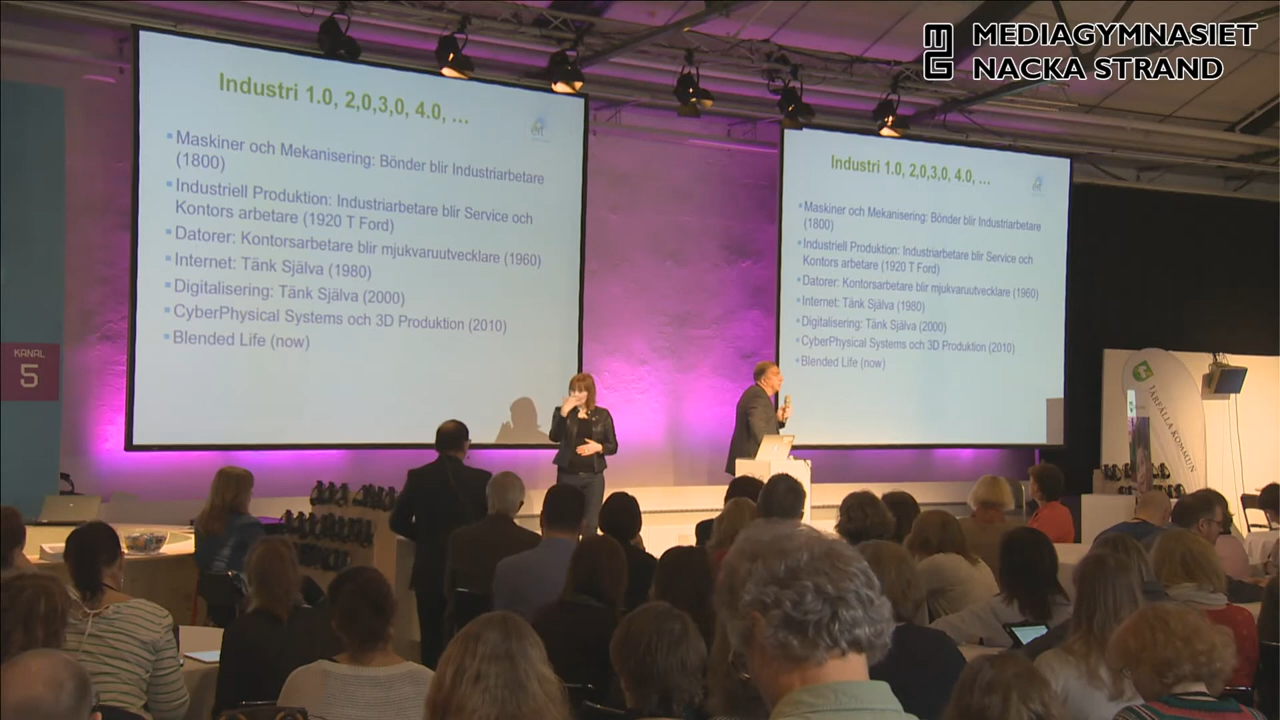 MEDIAGYMNASIET
NACKA STRAND
Industri 1.0, 2,0,3,0, 4.0, ...
eit
Maskiner och Mekanisering: Bönder blir Industriarbetare
(1800)
Industriell Produktion: Industriarbetare blir Service och
Kontors arbetare (1920 T Ford)
Datorer: Kontorsarbetare blir mjukvaruutvecklare (1960)
Internet: Tänk Själva (1980)
Digitalisering: Tänk Själva (2000)
CyberPhysical Systems och 3D Produktion (2010)
Blended Life (now)
Industri 1.0, 2,0,3,0, 4.0, ...
eit
Maskiner och Mekanisering: Bönder blir Industriarbetare
(1800)
Industriell Produktion: Industriarbetare blir Service och
Kontors arbetare (1920 T Ford)
Datorer: Kontorsarbetare blir mjukvaruutvecklare (1960)
Internet: Tänk Själva (1980)
Digitalisering: Tänk Själva (2000)
CyberPhysical Systems och 3D Produktion (2010)
Blended Life (now)
KANAL
5
JÄRFÄLLA KOMMUN